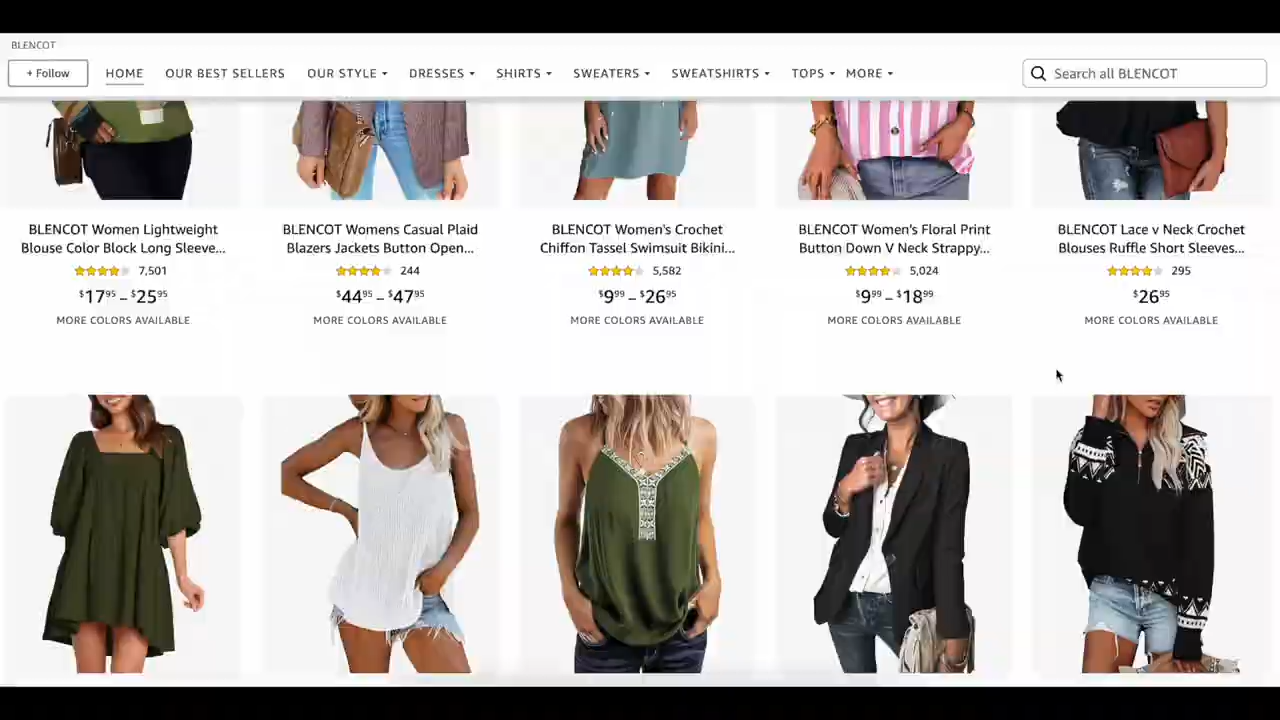 BLENCOT
+ Follow
HOME
OUR BEST SELLERS
OUR STYLE
DRESSES
SHIRTS
SWEATERS
SWEATSHIRTS
TOPS
MORE
Search all BLENCOT
BLENCOT Women Lightweight
Blouse Color Block Long Sleeve...
7,501
$17.95 – $25.95
MORE COLORS AVAILABLE
BLENCOT Womens Casual Plaid
Blazers Jackets Button Open...
244
$44.95 – $47.95
MORE COLORS AVAILABLE
BLENCOT Women's Crochet
Chiffon Tassel Swimsuit Bikini...
5,582
$9.99 – $26.95
MORE COLORS AVAILABLE
BLENCOT Women's Floral Print
Button Down V Neck Strappy...
5,024
$9.99 – $18.99
MORE COLORS AVAILABLE
BLENCOT Lace v Neck Crochet
Blouses Ruffle Short Sleeves...
295
$26.95
MORE COLORS AVAILABLE